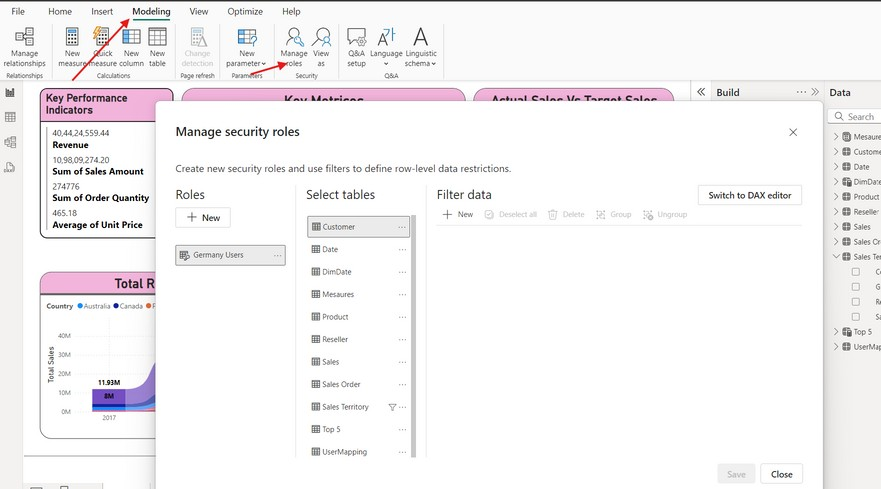 File Home Insert Modeling View Optimize Help
Manage relationships
New measure
Quick measure
New column
New table
Change detection
New parameter
Manage roles
View as
Q&A setup
Language
Linguistic schema
Relationships Calculations Page refresh Parameters Security Q&A
Key Performance Indicators
40,44,24,559.44
Revenue
10,98,09,274.20
Sum of Sales Amount
274776
Sum of Order Quantity
465.18
Average of Unit Price
Key Metrices
Actual Sales Vs Target Sales
Total R
Country Australia Canada F
Total Sales
40M
30M
20M
10M
0M
11.93M
8M
2017
Manage security roles
Create new security roles and use filters to define row-level data restrictions.
Roles
New
Germany Users
Select tables
Customer
Date
DimDate
Mesaures
Product
Reseller
Sales
Sales Order
Sales Territory
Top 5
UserMapping
Filter data
Switch to DAX editor
New Deselect all Delete Group Ungroup
Save Close
Build
Data
Search
Mesaure
Custome
Date
DimDate
Product
Reseller
Sales
Sales Or
Sales Ter
C
G
Re
Sa
Top 5
UserMap